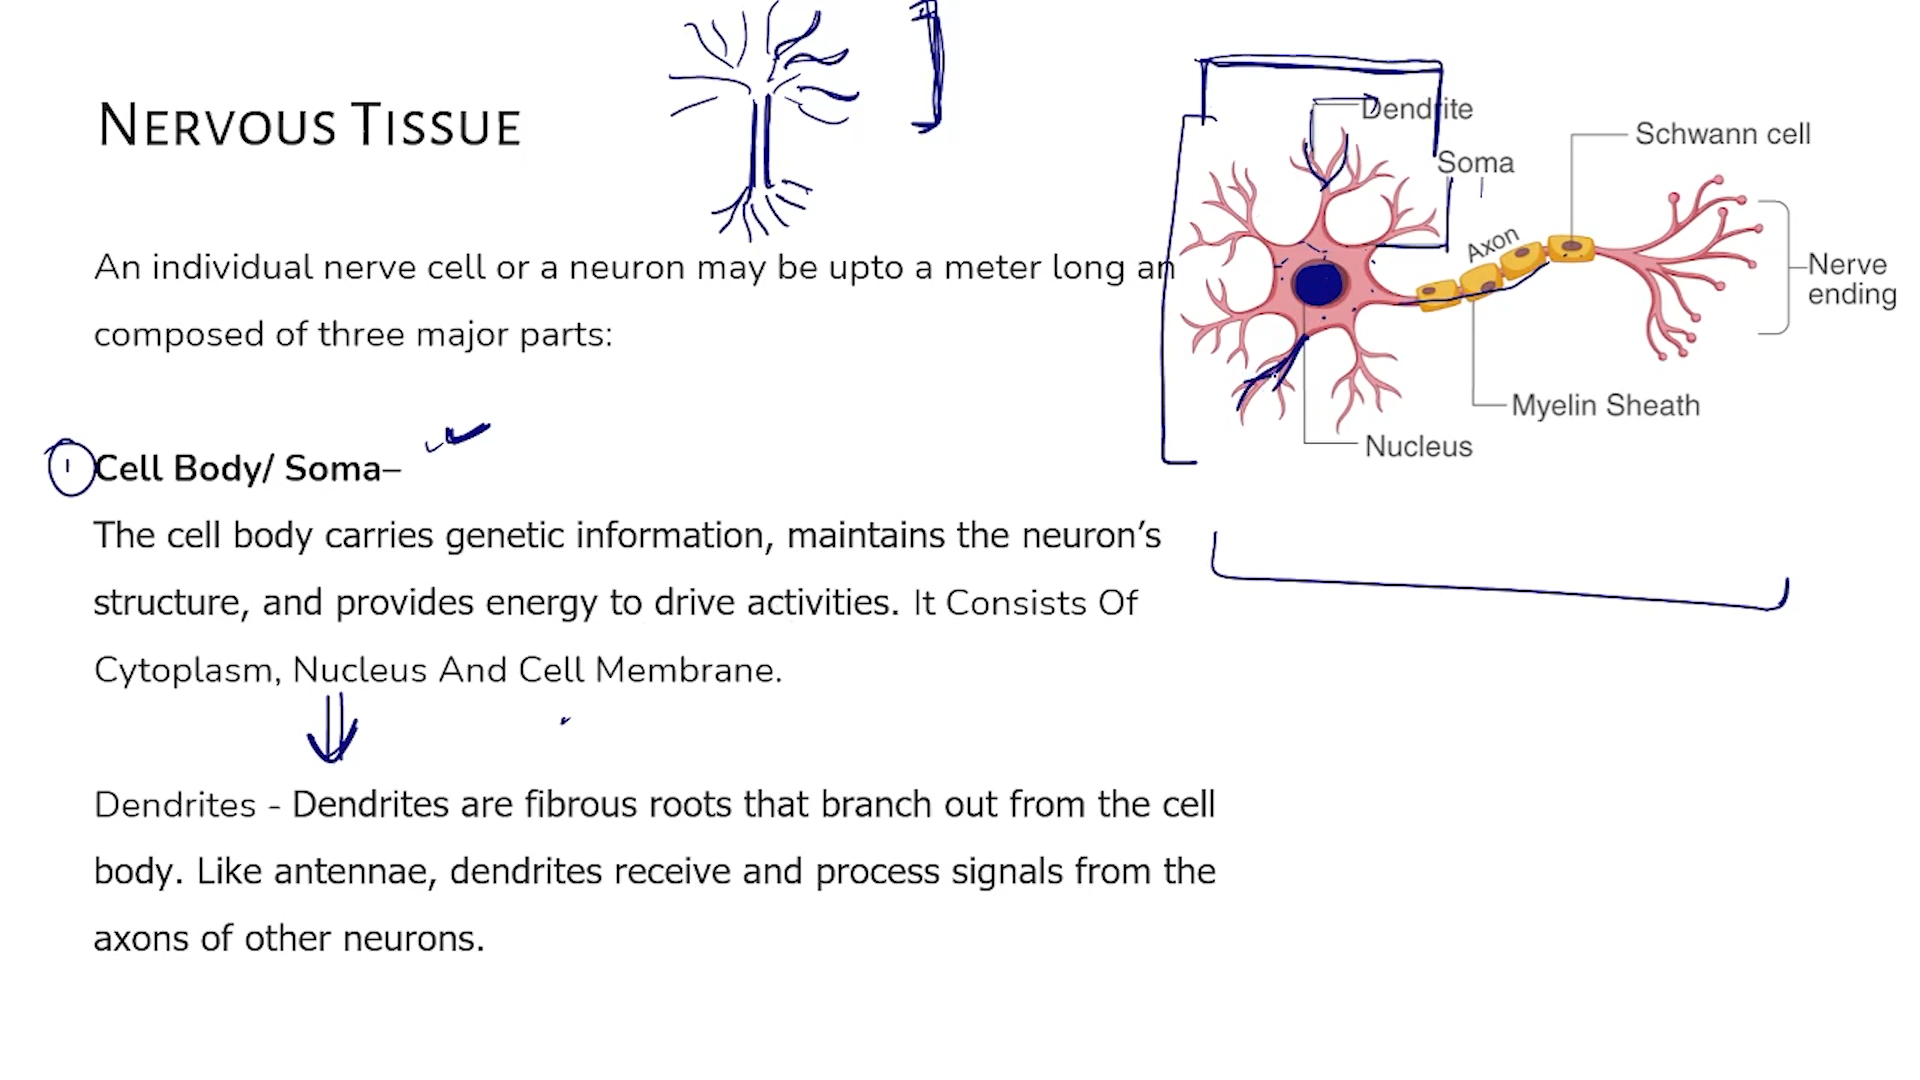 NERVOUS TISSUE
An individual nerve cell or a neuron may be upto a meter long an
composed of three major parts:
1
Cell Body/ Soma–
The cell body carries genetic information, maintains the neuron’s
structure, and provides energy to drive activities. It Consists Of
Cytoplasm, Nucleus And Cell Membrane.
Dendrites - Dendrites are fibrous roots that branch out from the cell
body. Like antennae, dendrites receive and process signals from the
axons of other neurons.
Dendrite
Soma
Schwann cell
Axon
Nerve
ending
Myelin Sheath
Nucleus